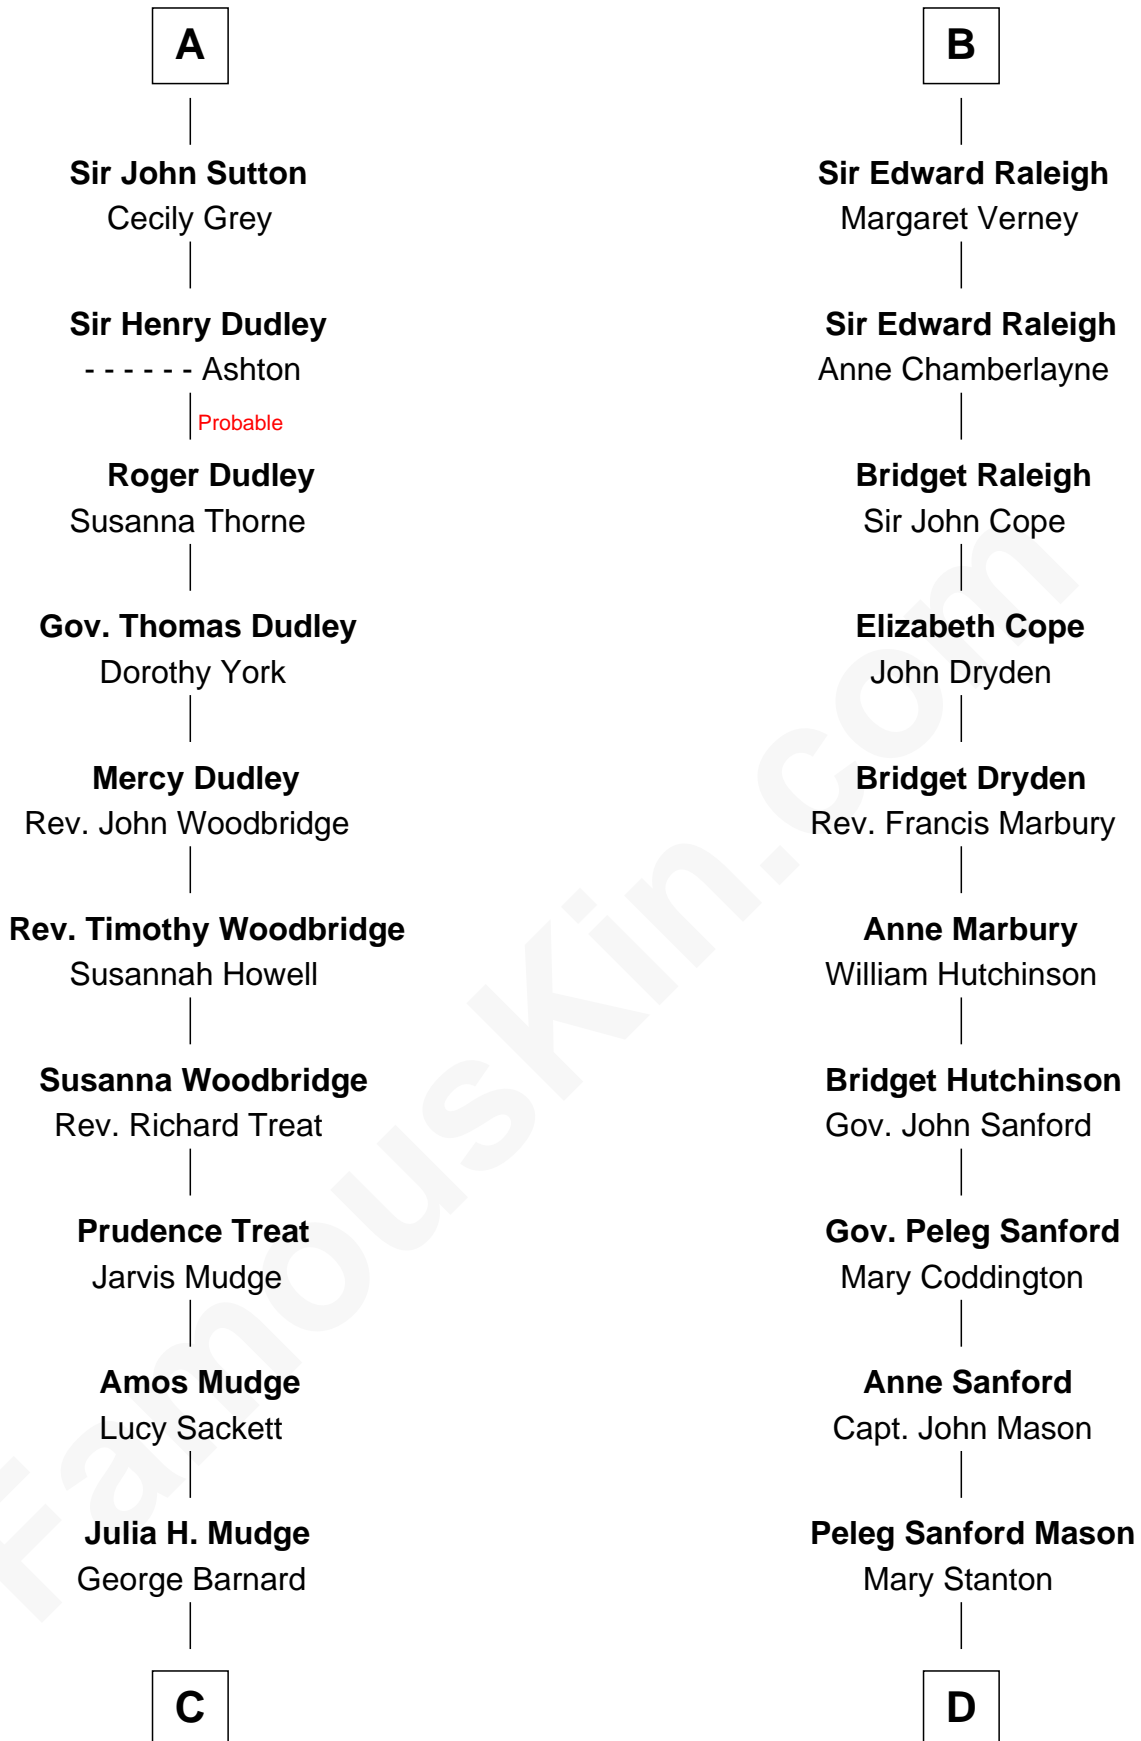 A
Sir John Sutton
Cecily Grey
Sir Henry Dudley
- - - - - - Ashton
Probable
Roger Dudley
Susanna Thorne
Gov. Thomas Dudley
Dorothy York
Mercy Dudley
Rev. John Woodbridge
Rev. Timothy Woodbridge
Susannah Howell
Susanna Woodbridge
Rev. Richard Treat
Prudence Treat
Jarvis Mudge
Amos Mudge
Lucy Sackett
Julia H. Mudge
George Barnard
C
B
Sir Edward Raleigh
Margaret Verney
Sir Edward Raleigh
Anne Chamberlayne
Bridget Raleigh
Sir John Cope
Elizabeth Cope
John Dryden
Bridget Dryden
Rev. Francis Marbury
Anne Marbury
William Hutchinson
Bridget Hutchinson
Gov. John Sanford
Gov. Peleg Sanford
Mary Coddington
Anne Sanford
Capt. John Mason
Peleg Sanford Mason
Mary Stanton
D
FamousKin.com